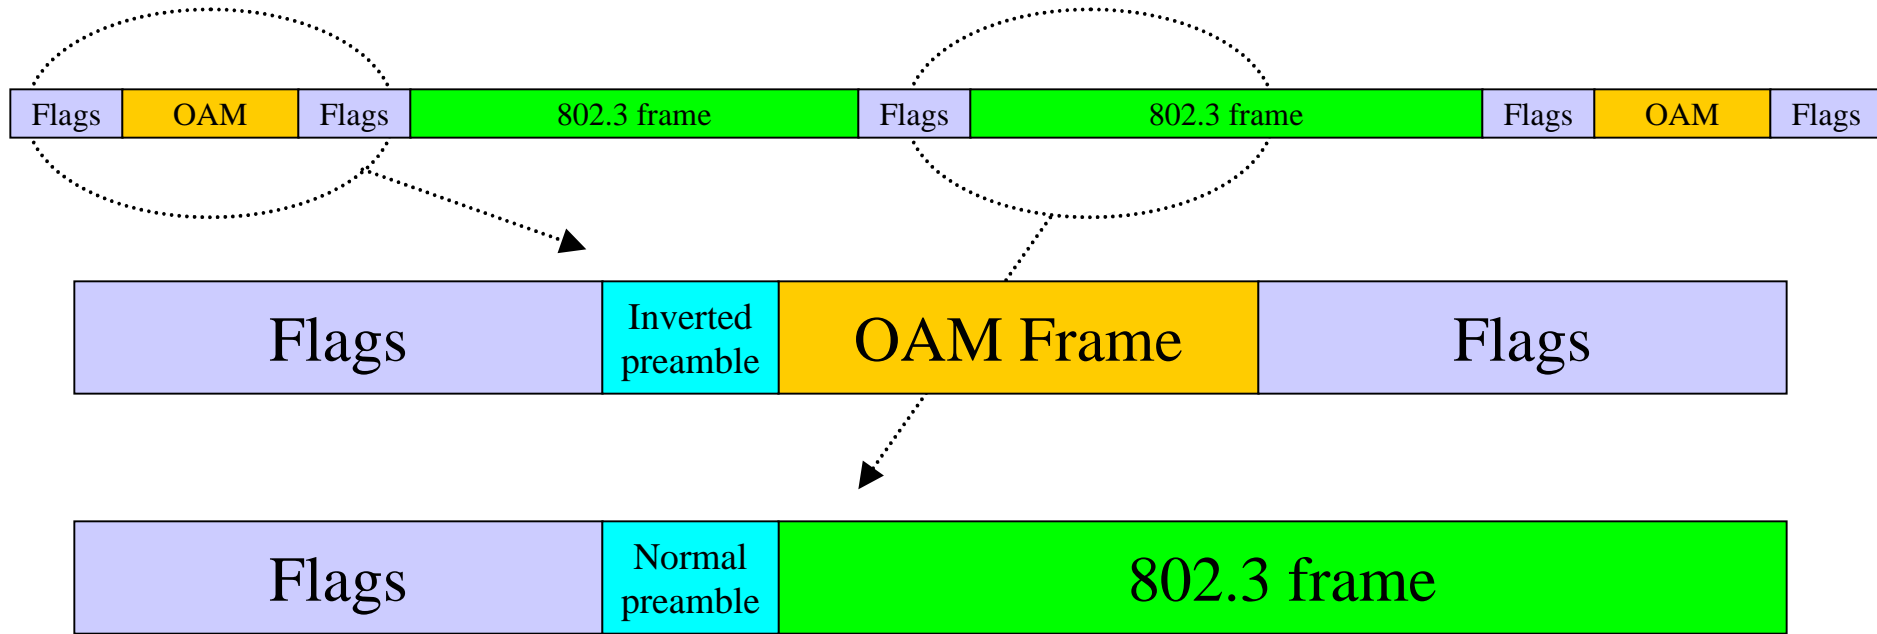 Flags OAM Flags 802.3 frame Flags 802.3 frame Flags OAM Flags
Flags
Inverted
preamble
OAM Frame
Flags
Flags
Normal
preamble
802.3 frame